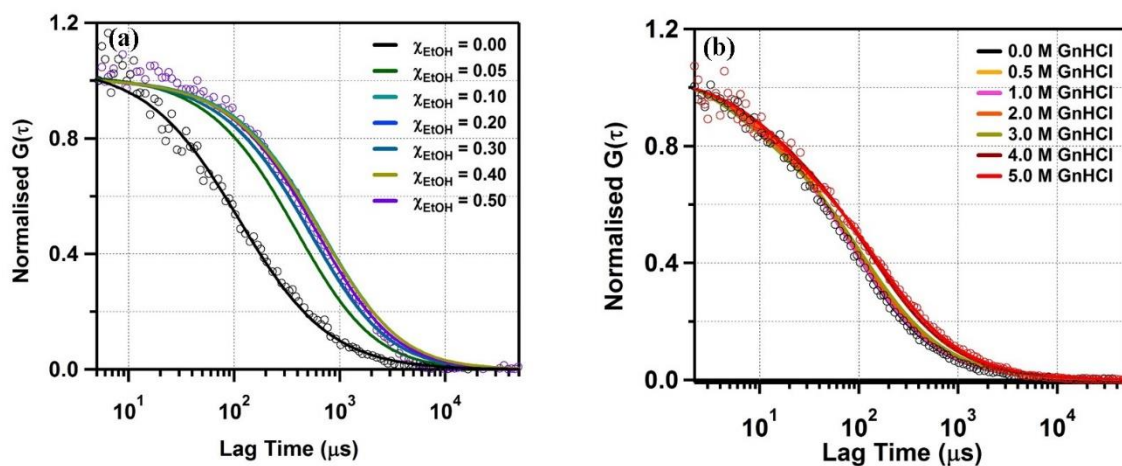 (a)
1.2
0.8
0.4
0.0
Normalised G(τ)
χEtOH = 0.00
χEtOH = 0.05
χEtOH = 0.10
χEtOH = 0.20
χEtOH = 0.30
χEtOH = 0.40
χEtOH = 0.50
10¹ 10² 10³ 10⁴
Lag Time (μs)
(b)
1.2
0.8
0.4
0.0
Normalised G(τ)
0.0 M GnHCl
0.5 M GnHCl
1.0 M GnHCl
2.0 M GnHCl
3.0 M GnHCl
4.0 M GnHCl
5.0 M GnHCl
10¹ 10² 10³ 10⁴
Lag Time (μs)